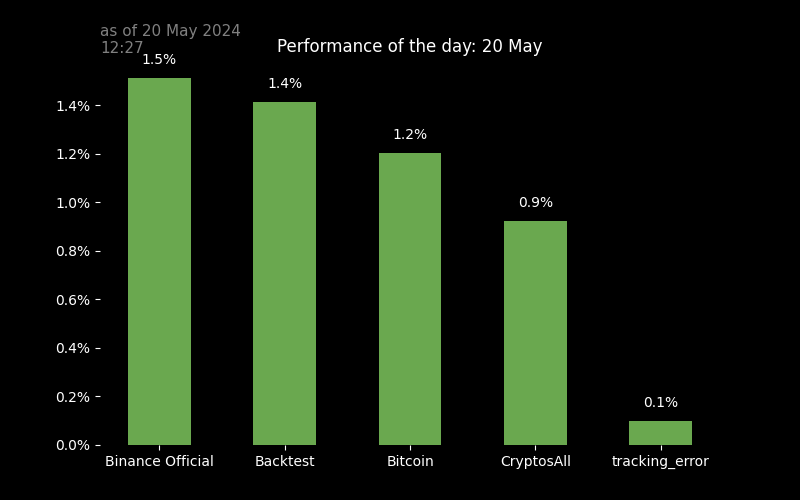 as of 20 May 2024
12:27
Performance of the day: 20 May
1.5%
1.4%
1.2%
0.9%
0.1%
1.4%
1.2%
1.0%
0.8%
0.6%
0.4%
0.2%
0.0%
Binance Official
Backtest
Bitcoin
CryptosAll
tracking_error